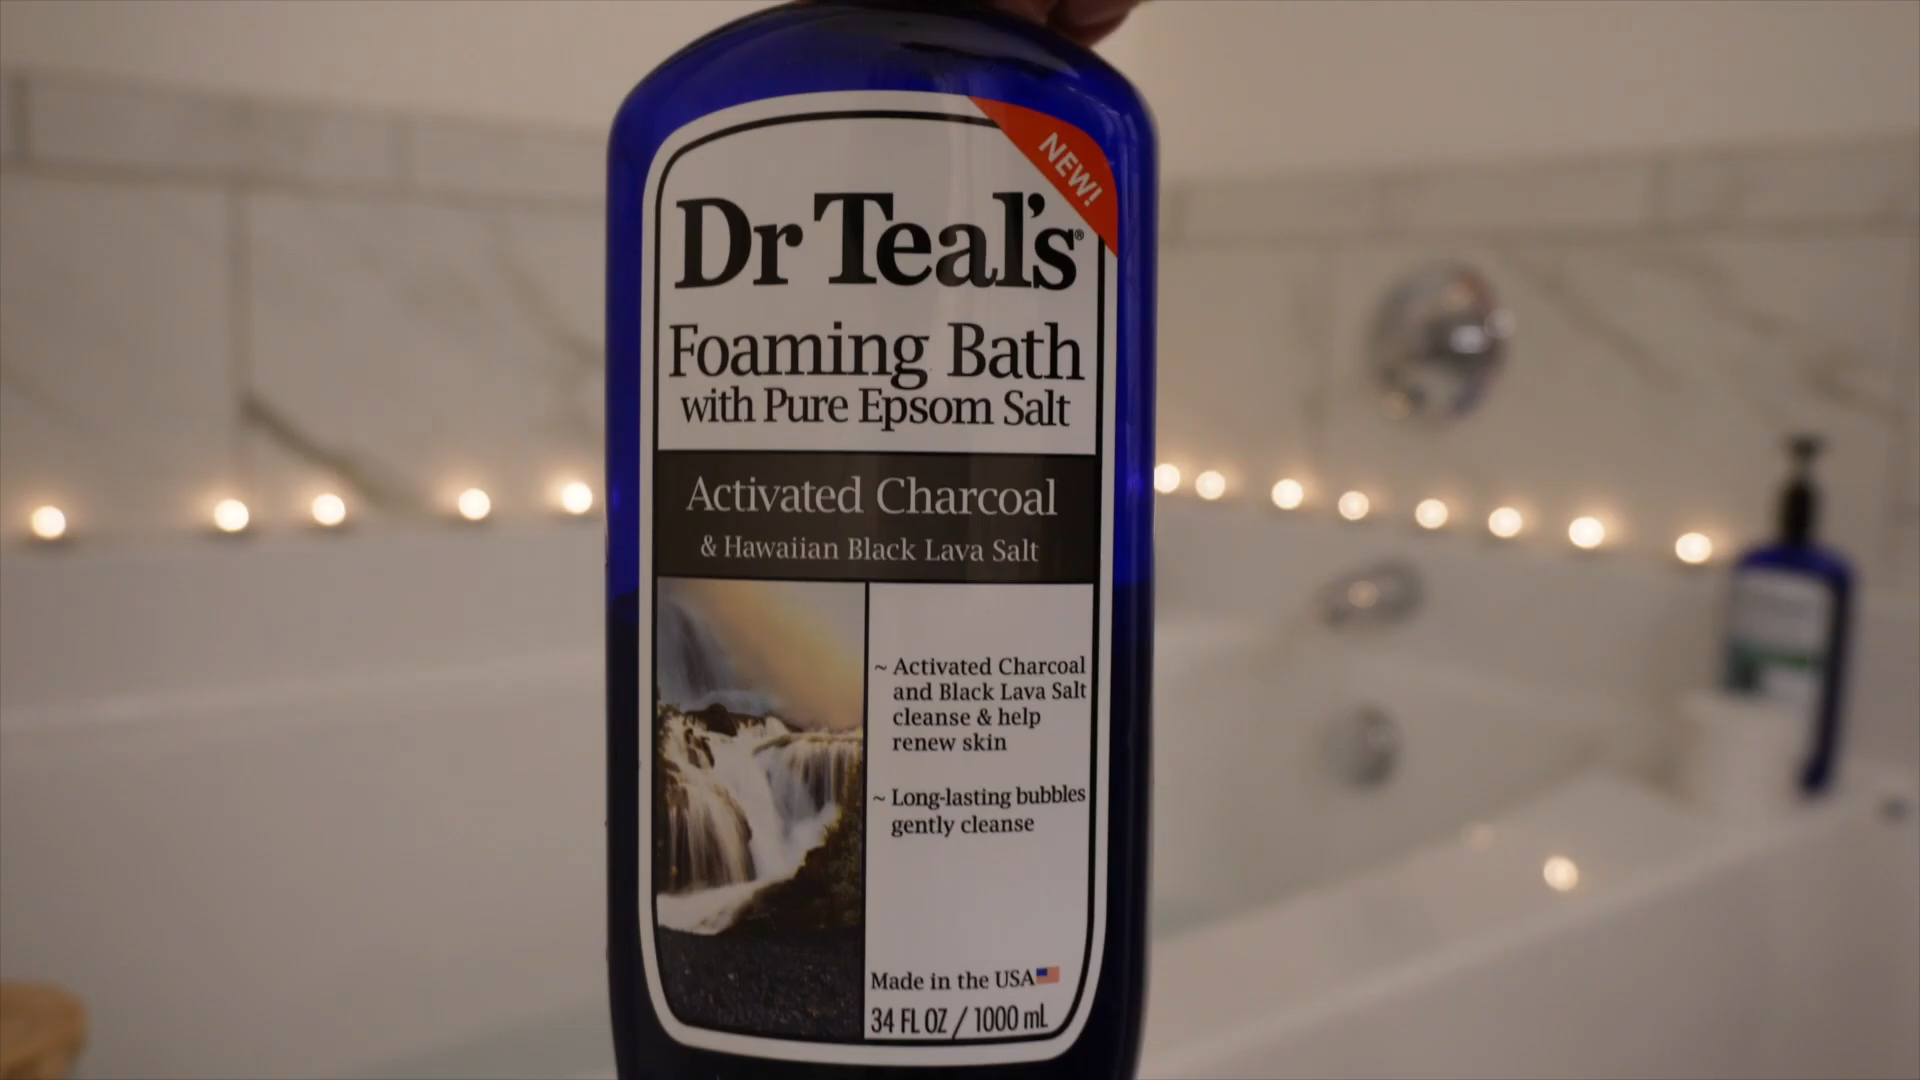 NEW!
Dr Teal's®
Foaming Bath
with Pure Epsom Salt
Activated Charcoal
& Hawaiian Black Lava Salt
~ Activated Charcoal
and Black Lava Salt
cleanse & help
renew skin
~ Long-lasting bubbles
gently cleanse
Made in the USA
34 FL OZ / 1000 mL